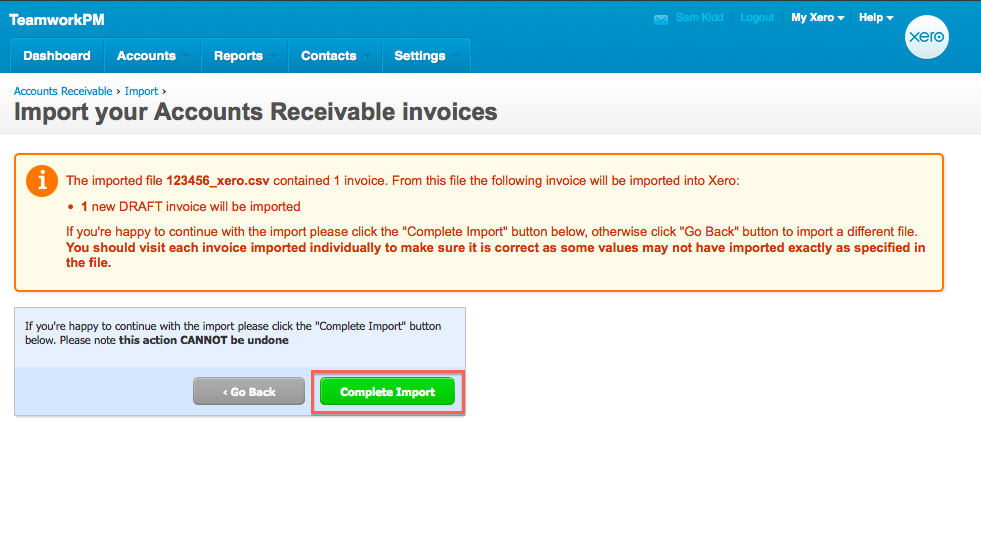 TeamworkPM
Sam Kidd Logout My Xero Help
xero
Dashboard Accounts Reports Contacts Settings
Accounts Receivable › Import ›
Import your Accounts Receivable invoices
i The imported file 123456_xero.csv contained 1 invoice. From this file the following invoice will be imported into Xero:
• 1 new DRAFT invoice will be imported
If you're happy to continue with the import please click the "Complete Import" button below, otherwise click "Go Back" button to import a different file.
You should visit each invoice imported individually to make sure it is correct as some values may not have imported exactly as specified in
the file.
If you're happy to continue with the import please click the "Complete Import" button
below. Please note this action CANNOT be undone
‹ Go Back Complete Import